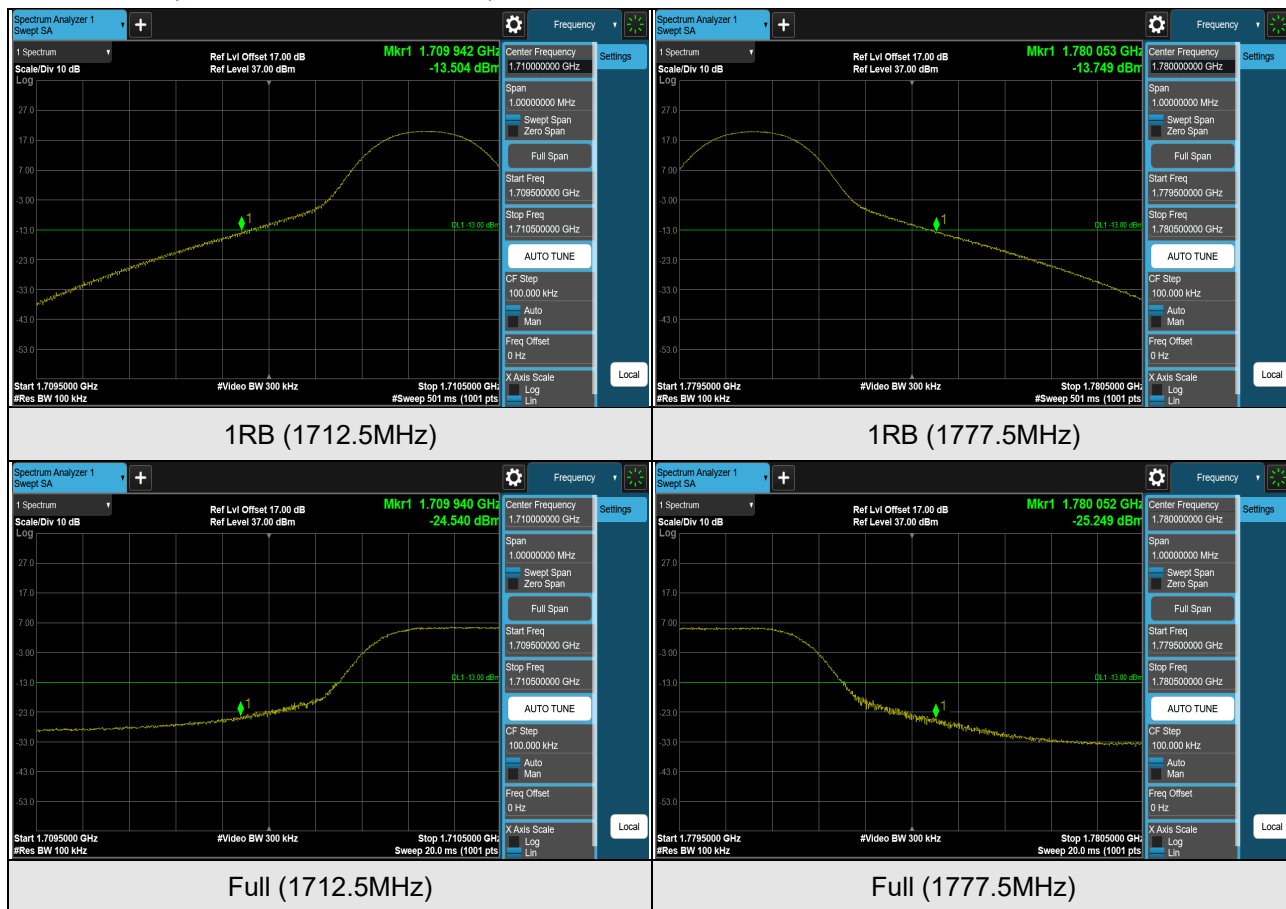 Spectrum Analyzer 1
Swept SA
+
Frequency
1 Spectrum
Scale/Div 10 dB
Log
Ref Lvl Offset 17.00 dB
Ref Level 37.00 dBm
Mkr1 1.709 942 GHz
-13.504 dBm
Center Frequency
1.710000000 GHz
Settings
Span
1.00000000 MHz
Swept Span
Zero Span
Full Span
Start Freq
1.709500000 GHz
Stop Freq
1.710500000 GHz
AUTO TUNE
CF Step
100.000 kHz
Auto
Man
Freq Offset
0 Hz
X Axis Scale
Log
Lin
Local
27.0
17.0
7.00
-3.00
-13.0
-23.0
-33.0
-43.0
-53.0
1
DL1 -13.00 dBm
Start 1.7095000 GHz
#Res BW 100 kHz
#Video BW 300 kHz
Stop 1.7105000 GHz
#Sweep 501 ms (1001 pts
Spectrum Analyzer 1
Swept SA
+
Frequency
1 Spectrum
Scale/Div 10 dB
Log
Ref Lvl Offset 17.00 dB
Ref Level 37.00 dBm
Mkr1 1.780 053 GHz
-13.749 dBm
Center Frequency
1.780000000 GHz
Settings
Span
1.00000000 MHz
Swept Span
Zero Span
Full Span
Start Freq
1.779500000 GHz
Stop Freq
1.780500000 GHz
AUTO TUNE
CF Step
100.000 kHz
Auto
Man
Freq Offset
0 Hz
X Axis Scale
Log
Lin
Local
27.0
17.0
7.00
-3.00
-13.0
-23.0
-33.0
-43.0
-53.0
1
DL1 -13.00 dBm
Start 1.7795000 GHz
#Res BW 100 kHz
#Video BW 300 kHz
Stop 1.7805000 GHz
#Sweep 501 ms (1001 pts
1RB (1712.5MHz)
1RB (1777.5MHz)
Spectrum Analyzer 1
Swept SA
+
Frequency
1 Spectrum
Scale/Div 10 dB
Log
Ref Lvl Offset 17.00 dB
Ref Level 37.00 dBm
Mkr1 1.709 940 GHz
-24.540 dBm
Center Frequency
1.710000000 GHz
Settings
Span
1.00000000 MHz
Swept Span
Zero Span
Full Span
Start Freq
1.709500000 GHz
Stop Freq
1.710500000 GHz
AUTO TUNE
CF Step
100.000 kHz
Auto
Man
Freq Offset
0 Hz
X Axis Scale
Log
Lin
Local
27.0
17.0
7.00
-3.00
-13.0
-23.0
-33.0
-43.0
-53.0
1
DL1 -13.00 dBm
Start 1.7095000 GHz
#Res BW 100 kHz
#Video BW 300 kHz
Stop 1.7105000 GHz
Sweep 20.0 ms (1001 pts
Spectrum Analyzer 1
Swept SA
+
Frequency
1 Spectrum
Scale/Div 10 dB
Log
Ref Lvl Offset 17.00 dB
Ref Level 37.00 dBm
Mkr1 1.780 052 GHz
-25.249 dBm
Center Frequency
1.780000000 GHz
Settings
Span
1.00000000 MHz
Swept Span
Zero Span
Full Span
Start Freq
1.779500000 GHz
Stop Freq
1.780500000 GHz
AUTO TUNE
CF Step
100.000 kHz
Auto
Man
Freq Offset
0 Hz
X Axis Scale
Log
Lin
Local
27.0
17.0
7.00
-3.00
-13.0
-23.0
-33.0
-43.0
-53.0
1
DL1 -13.00 dBm
Start 1.7795000 GHz
#Res BW 100 kHz
#Video BW 300 kHz
Stop 1.7805000 GHz
Sweep 20.0 ms (1001 pts
Full (1712.5MHz)
Full (1777.5MHz)